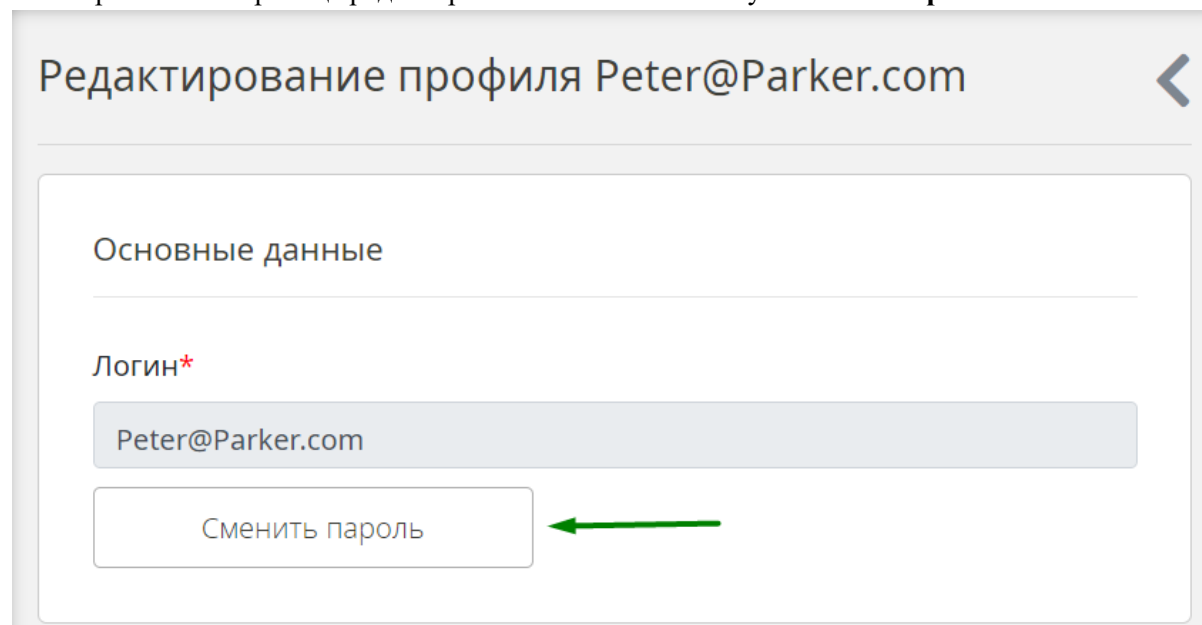 Редактирование профиля Peter@Parker.com
Основные данные
Логин*
Peter@Parker.com
Сменить пароль